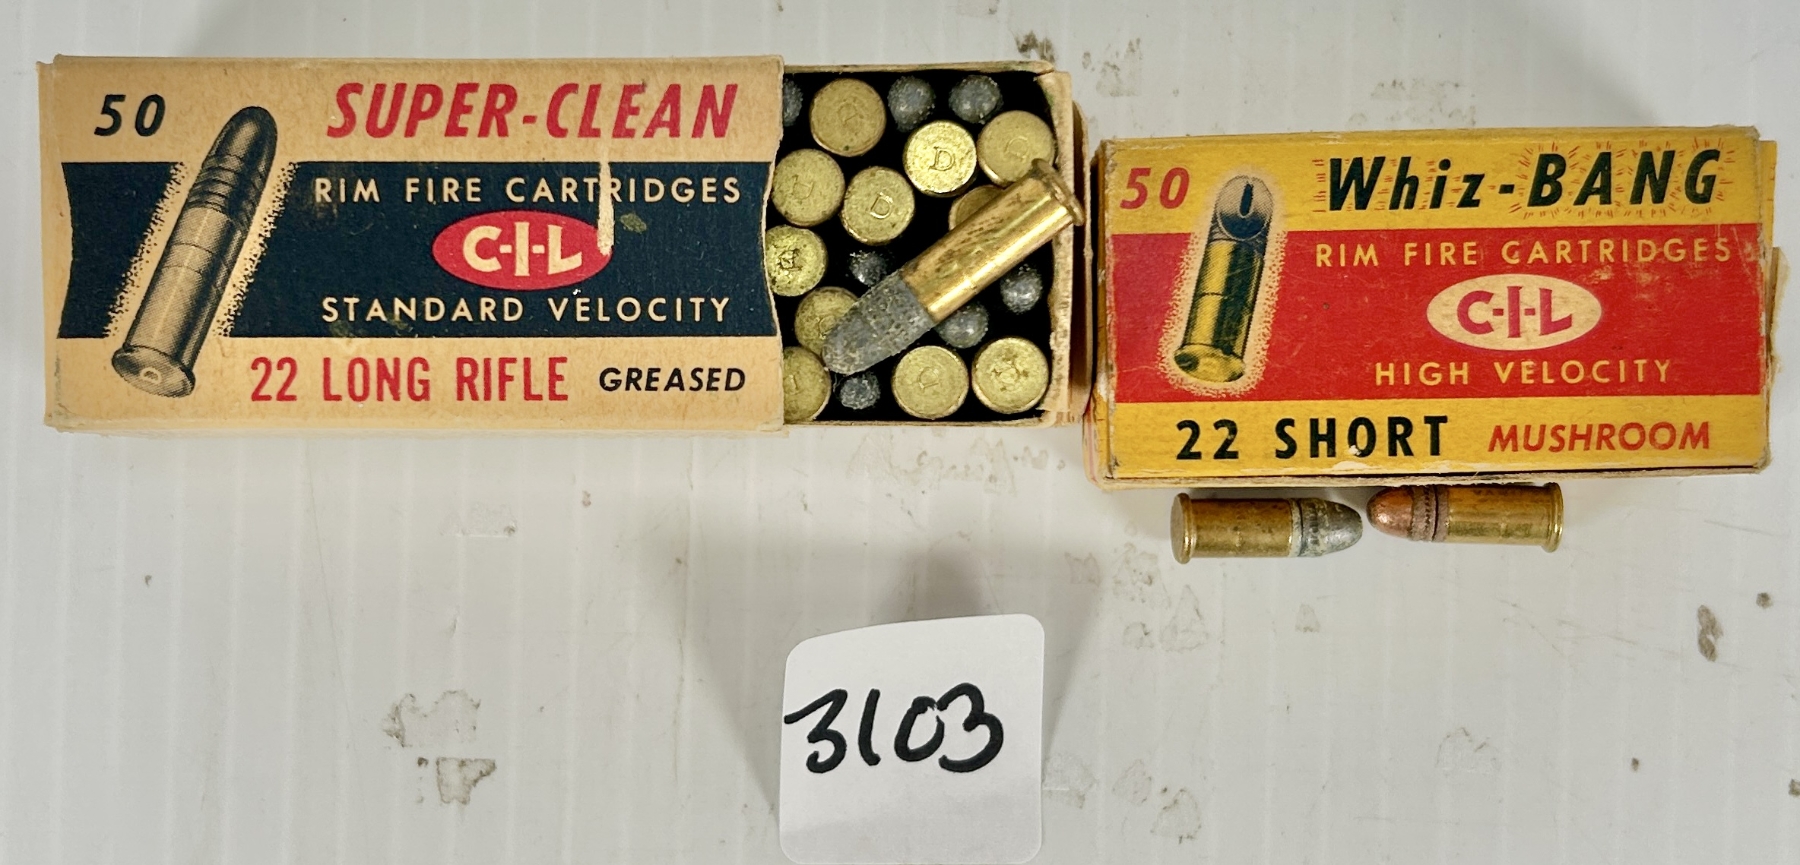 50
SUPER-CLEAN
RIM FIRE CARTRIDGES
C-I-L
STANDARD VELOCITY
22 LONG RIFLE GREASED
D
D
D
50
Whiz-BANG
RIM FIRE CARTRIDGES
C-I-L
HIGH VELOCITY
22 SHORT MUSHROOM
3103